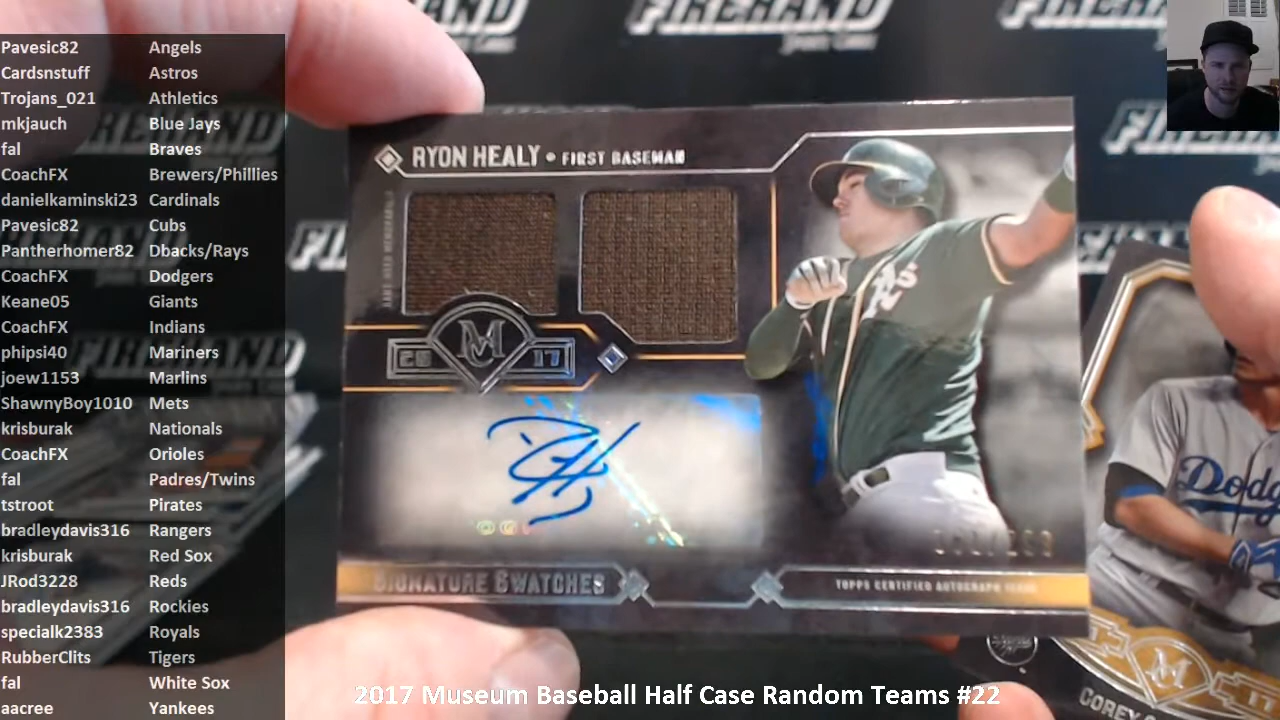 Pavesic82 Angels
Cardsnstuff Astros
Trojans_021 Athletics
mkjauch Blue Jays
fal Braves
CoachFX Brewers/Phillies
danielkaminski23 Cardinals
Pavesic82 Cubs
Pantherhomer82 Dbacks/Rays
CoachFX Dodgers
Keane05 Giants
CoachFX Indians
phipsi40 Mariners
joew1153 Marlins
ShawnyBoy1010 Mets
krisburak Nationals
CoachFX Orioles
fal Padres/Twins
tstroot Pirates
bradleydavis316 Rangers
krisburak Red Sox
JRod3228 Reds
bradleydavis316 Rockies
specialk2383 Royals
RubberClits Tigers
fal White Sox
aacree Yankees
RYON HEALY • FIRST BASEMAN
A's
M
20 17
SIGNATURE SWATCHES
TOPPS CERTIFIED AUTOGRAPH ISSUE
Dodg
M
17
COREY
2017 Museum Baseball Half Case Random Teams #22